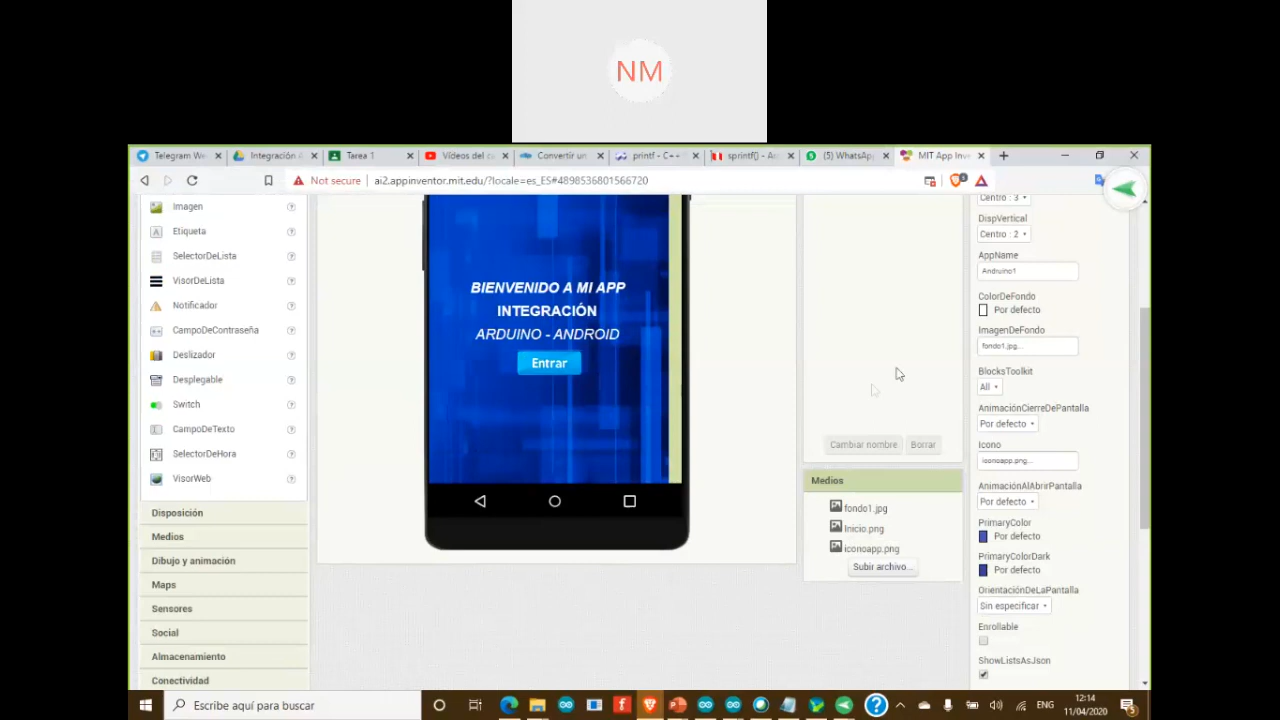 NM
Telegram We
Integración A
Tarea 1
Vídeos del c
Convertir un
printf - C++
sprintf() - A
(5) WhatsApp
MIT App Inve
Not secure
ai2.appinventor.mit.edu/?locale=es_ES#4898536801566720
Imagen
Etiqueta
SelectorDeLista
VisorDeLista
Notificador
CampoDeContraseña
Deslizador
Desplegable
Switch
CampoDeTexto
SelectorDeHora
VisorWeb
Disposición
Medios
Dibujo y animación
Maps
Sensores
Social
Almacenamiento
Conectividad
BIENVENIDO A MI APP
INTEGRACIÓN
ARDUINO - ANDROID
Entrar
Cambiar nombre
Borrar
Medios
fondo1.jpg
Inicio.png
iconoapp.png
Subir archivo...
Centro : 3
DispVertical
Centro : 2
AppName
Andruino1
ColorDeFondo
Por defecto
ImagenDeFondo
fondo1.jpg...
BlocksToolkit
All
AnimaciónCierreDePantalla
Por defecto
Icono
iconoapp.png...
AnimaciónAlAbrirPantalla
Por defecto
PrimaryColor
Por defecto
PrimaryColorDark
Por defecto
OrientaciónDeLaPantalla
Sin especificar
Enrollable
ShowListsAsJson
Escribe aquí para buscar
ENG
12:14
11/04/2020